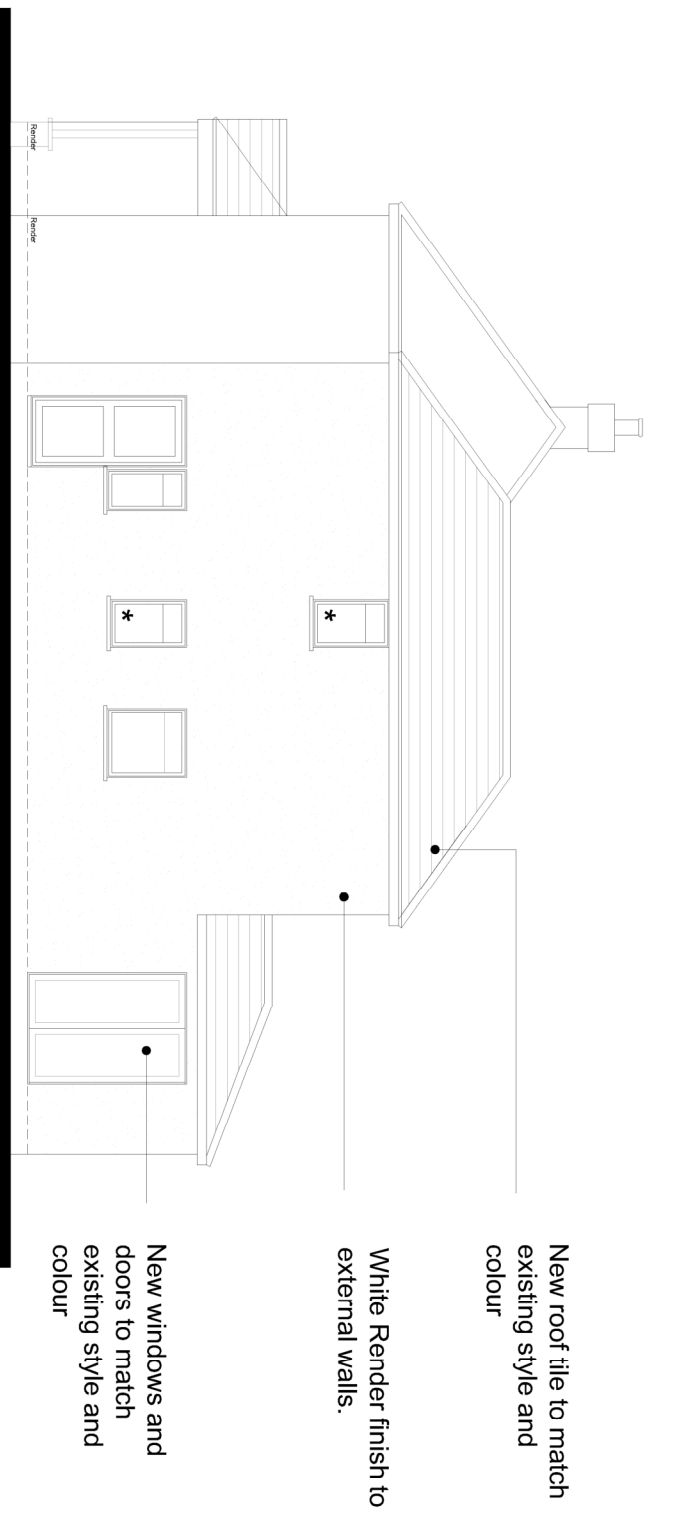 New roof tile to match
existing style and
colour
White Render finish to
external walls.
New windows and
doors to match
existing style and
colour
*
*
Render
Render